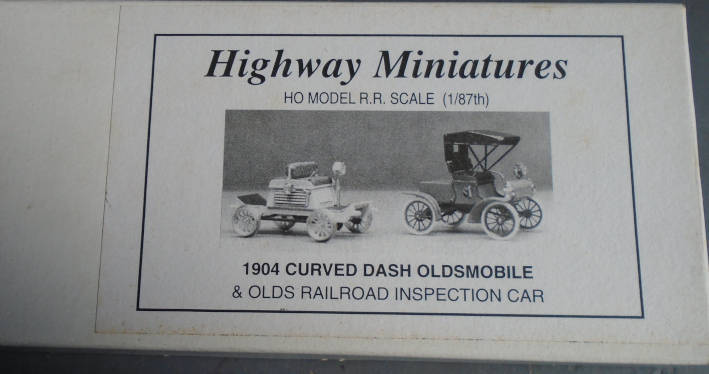 Highway Miniatures
HO MODEL R.R. SCALE (1/87th)
1904 CURVED DASH OLDSMOBILE
& OLDS RAILROAD INSPECTION CAR